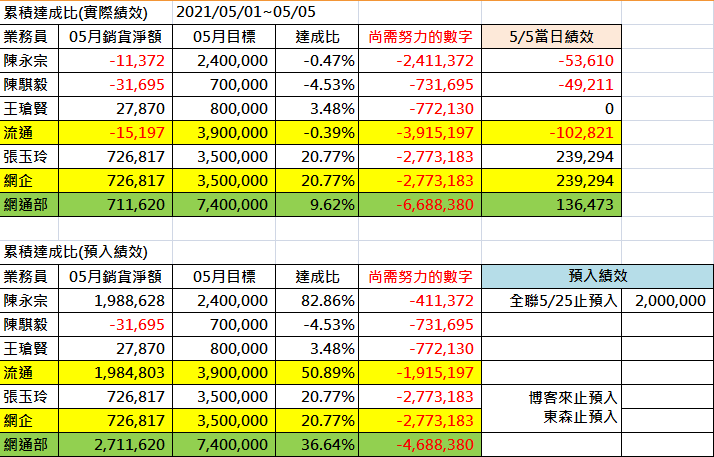 累積達成比(實際績效) 2021/05/01~05/05
業務員 05月銷貨淨額 05月目標 達成比 尚需努力的數字 5/5當日績效
陳永宗 -11,372 2,400,000 -0.47% -2,411,372 -53,610
陳騏毅 -31,695 700,000 -4.53% -731,695 -49,211
王瑲賢 27,870 800,000 3.48% -772,130 0
流通 -15,197 3,900,000 -0.39% -3,915,197 -102,821
張玉玲 726,817 3,500,000 20.77% -2,773,183 239,294
網企 726,817 3,500,000 20.77% -2,773,183 239,294
網通部 711,620 7,400,000 9.62% -6,688,380 136,473
累積達成比(預入績效)
業務員 05月銷貨淨額 05月目標 達成比 尚需努力的數字 預入績效
陳永宗 1,988,628 2,400,000 82.86% -411,372 全聯5/25止預入 2,000,000
陳騏毅 -31,695 700,000 -4.53% -731,695
王瑲賢 27,870 800,000 3.48% -772,130
流通 1,984,803 3,900,000 50.89% -1,915,197
張玉玲 726,817 3,500,000 20.77% -2,773,183 博客來止預入
網企 726,817 3,500,000 20.77% -2,773,183 東森止預入
網通部 2,711,620 7,400,000 36.64% -4,688,380